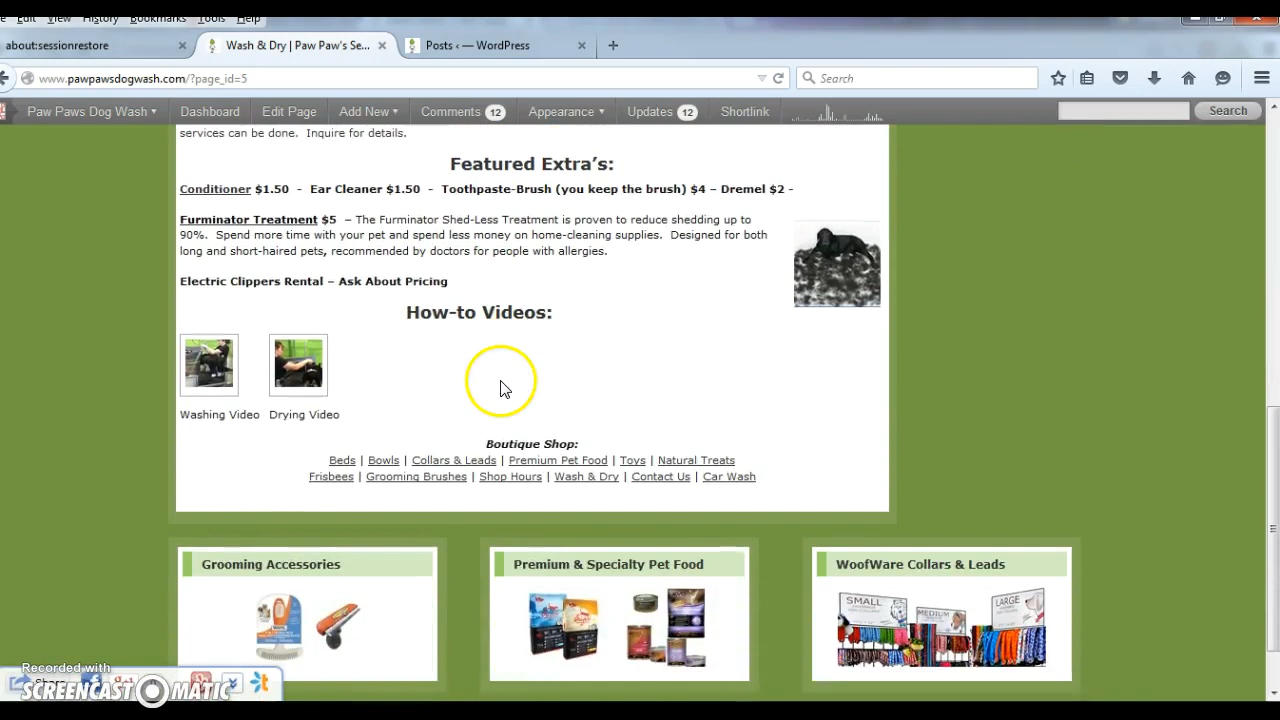 Edit View History Bookmarks Tools Help
about:sessionrestore
Wash & Dry | Paw Paw's Se...
Posts ‹ — WordPress
www.pawpawsdogwash.com/?page_id=5
Search
Paw Paws Dog Wash
Dashboard
Edit Page
Add New
Comments 12
Appearance
Updates 12
Shortlink
Search
services can be done. Inquire for details.
Featured Extra's:
Conditioner $1.50 - Ear Cleaner $1.50 - Toothpaste-Brush (you keep the brush) $4 – Dremel $2 -
Furminator Treatment $5 – The Furminator Shed-Less Treatment is proven to reduce shedding up to
90%. Spend more time with your pet and spend less money on home-cleaning supplies. Designed for both
long and short-haired pets, recommended by doctors for people with allergies.
Electric Clippers Rental – Ask About Pricing
How-to Videos:
Washing Video Drying Video
Boutique Shop:
Beds | Bowls | Collars & Leads | Premium Pet Food | Toys | Natural Treats
Frisbees | Grooming Brushes | Shop Hours | Wash & Dry | Contact Us | Car Wash
Grooming Accessories
Premium & Specialty Pet Food
WoofWare Collars & Leads
SMALL
MEDIUM
LARGE
Recorded with
SCREENCAST MATIC